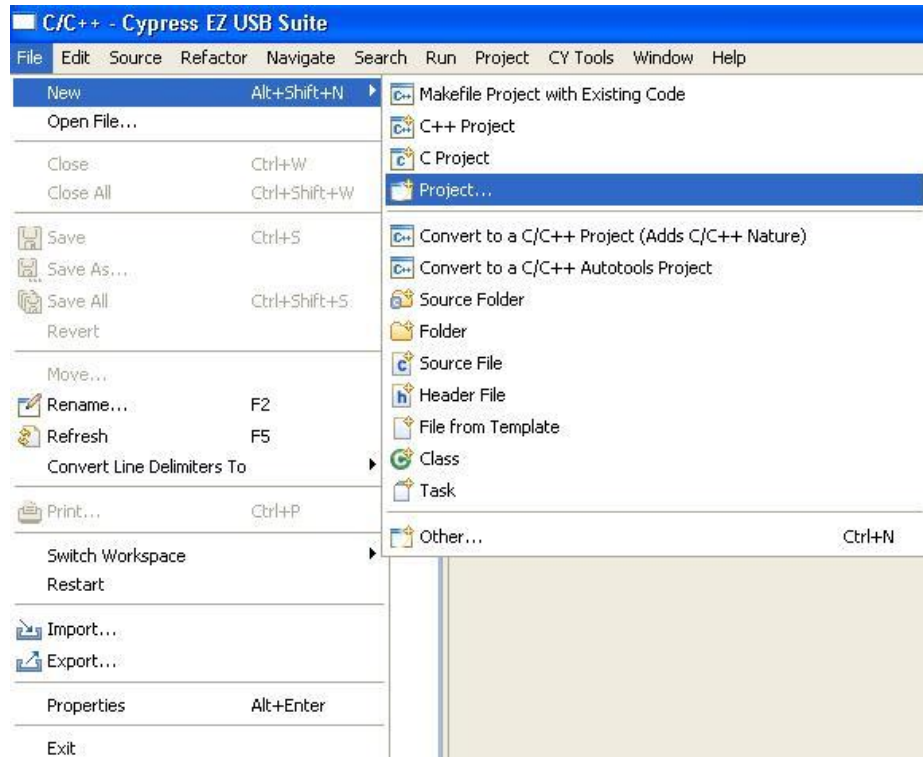 C/C++ - Cypress EZ USB Suite
File Edit Source Refactor Navigate Search Run Project CY Tools Window Help
New Alt+Shift+N
Open File...
Close Ctrl+W
Close All Ctrl+Shift+W
Save Ctrl+S
Save As...
Save All Ctrl+Shift+S
Revert
Move...
Rename... F2
Refresh F5
Convert Line Delimiters To
Print... Ctrl+P
Switch Workspace
Restart
Import...
Export...
Properties Alt+Enter
Exit
Makefile Project with Existing Code
C++ Project
C Project
Project...
Convert to a C/C++ Project (Adds C/C++ Nature)
Convert to a C/C++ Autotools Project
Source Folder
Folder
Source File
Header File
File from Template
Class
Task
Other... Ctrl+N